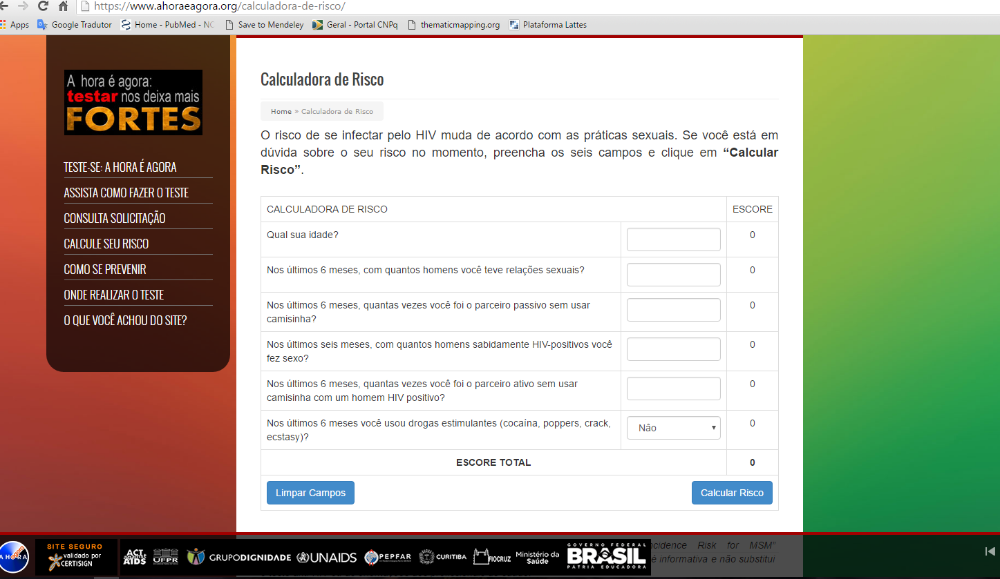 https://www.ahoraeagora.org/calculadora-de-risco/
Apps Google Tradutor Home - PubMed - NC Save to Mendeley Geral - Portal CNPq thematicmapping.org Plataforma Lattes
A hora é agora:
testar nos deixa mais
FORTES
TESTE-SE: A HORA É AGORA
ASSISTA COMO FAZER O TESTE
CONSULTA SOLICITAÇÃO
CALCULE SEU RISCO
COMO SE PREVENIR
ONDE REALIZAR O TESTE
O QUE VOCÊ ACHOU DO SITE?
Calculadora de Risco
Home » Calculadora de Risco
O risco de se infectar pelo HIV muda de acordo com as práticas sexuais. Se você está em
dúvida sobre o seu risco no momento, preencha os seis campos e clique em “Calcular
Risco”.
CALCULADORA DE RISCO ESCORE
Qual sua idade? 0
Nos últimos 6 meses, com quantos homens você teve relações sexuais? 0
Nos últimos 6 meses, quantas vezes você foi o parceiro passivo sem usar 0
camisinha?
Nos últimos seis meses, com quantos homens sabidamente HIV-positivos você 0
fez sexo?
Nos últimos 6 meses, quantas vezes você foi o parceiro ativo sem usar 0
camisinha com um homem HIV positivo?
Nos últimos 6 meses você usou drogas estimulantes (cocaína, poppers, crack, Nâo 0
ecstasy)?
ESCORE TOTAL 0
Limpar Campos Calcular Risco
A HORA agora
SITE SEGURO
validado por
CERTISIGN
ACT
against
AIDS
UFPR
GRUPODIGNIDADE
UNAIDS
PEPFAR
CURITIBA
FIOCRUZ
Ministério da
Saúde
GOVERNO FEDERAL
BRASIL
PÁTRIA EDUCADORA
Risk for MSM”
é informativa e não substitui